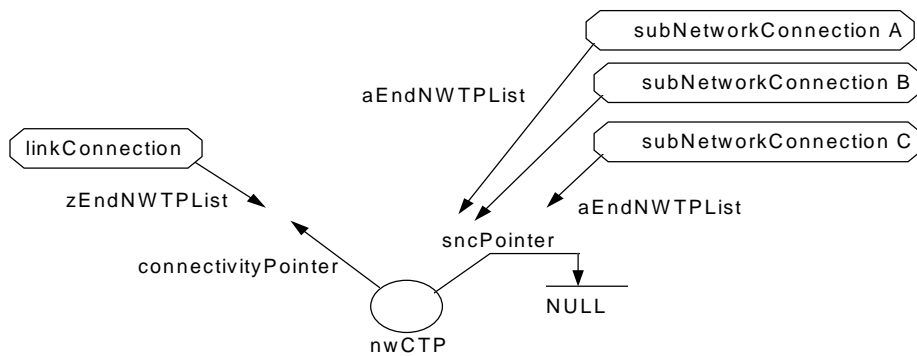 subNetworkConnection A
subNetworkConnection B
aEndNWTPList
subNetworkConnection C
linkConnection
zEndNWTPList
aEndNWTPList
sncPointer
connectivityPointer
NULL
nwCTP